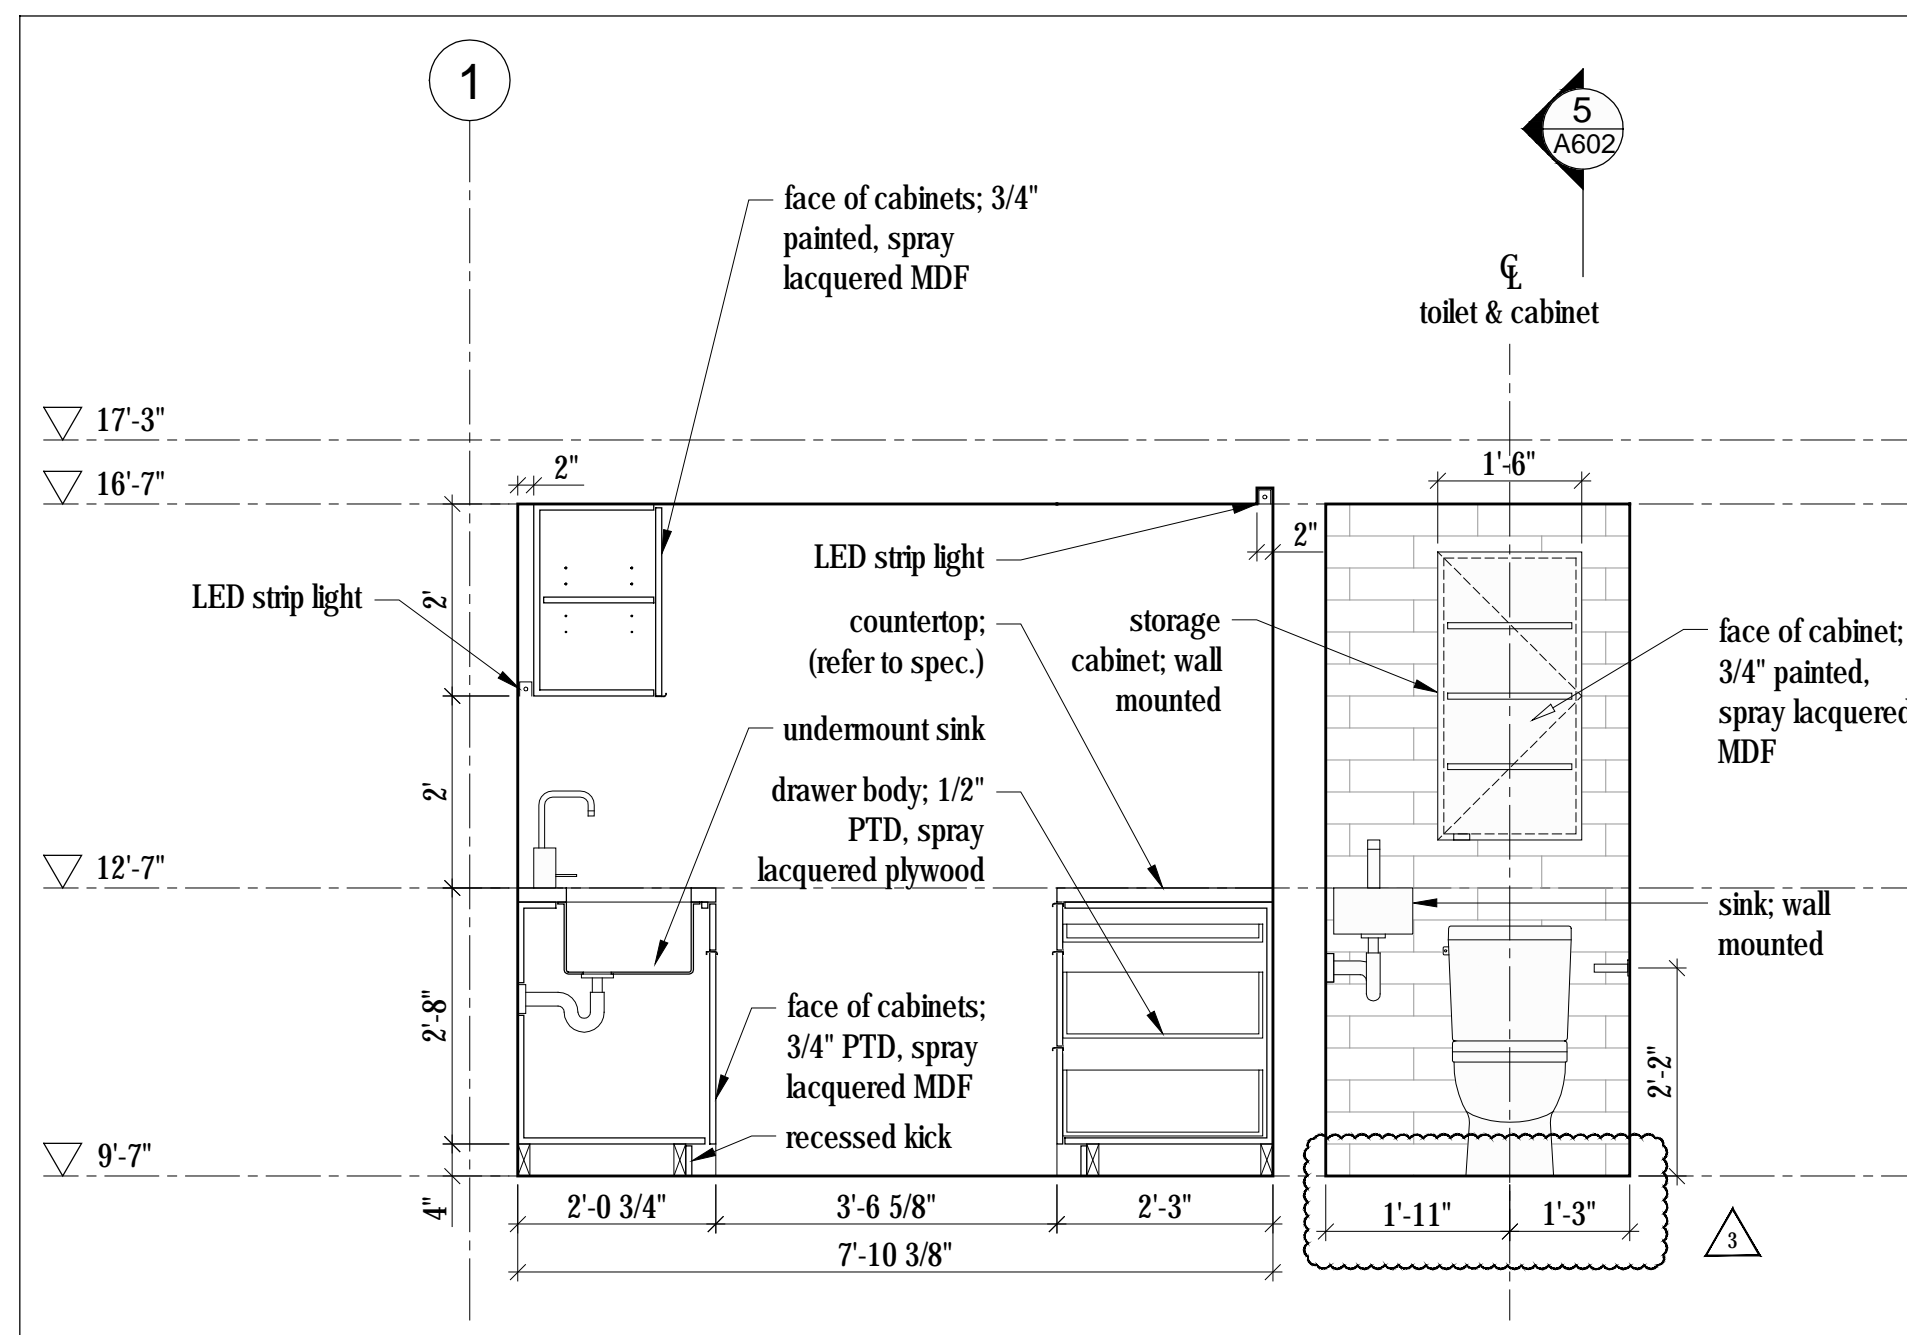 1
5
A602
face of cabinets; 3/4"
painted, spray
lacquered MDF
℄
toilet & cabinet
17'-3"
16'-7"
2"
1'-6"
2"
LED strip light
LED strip light
2'
countertop;
(refer to spec.)
storage
cabinet; wall
mounted
face of cabinet;
3/4" painted,
spray lacquered
MDF
undermount sink
2'
drawer body; 1/2"
PTD, spray
lacquered plywood
12'-7"
sink; wall
mounted
2'-8"
face of cabinets;
3/4" PTD, spray
lacquered MDF
2'-2"
recessed kick
9'-7"
4"
2'-0 3/4"
3'-6 5/8"
2'-3"
1'-11"
1'-3"
7'-10 3/8"
3